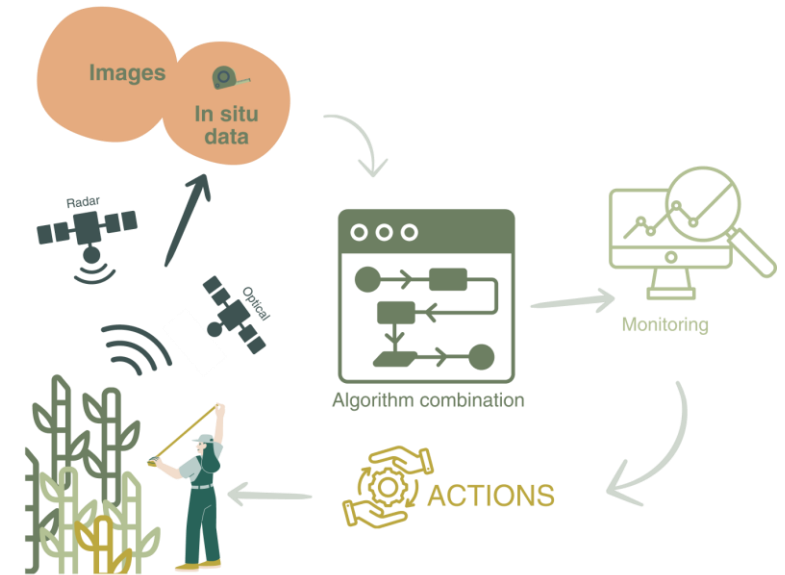 Images
In situ
data
Radar
Optical
Algorithm combination
Monitoring
ACTIONS